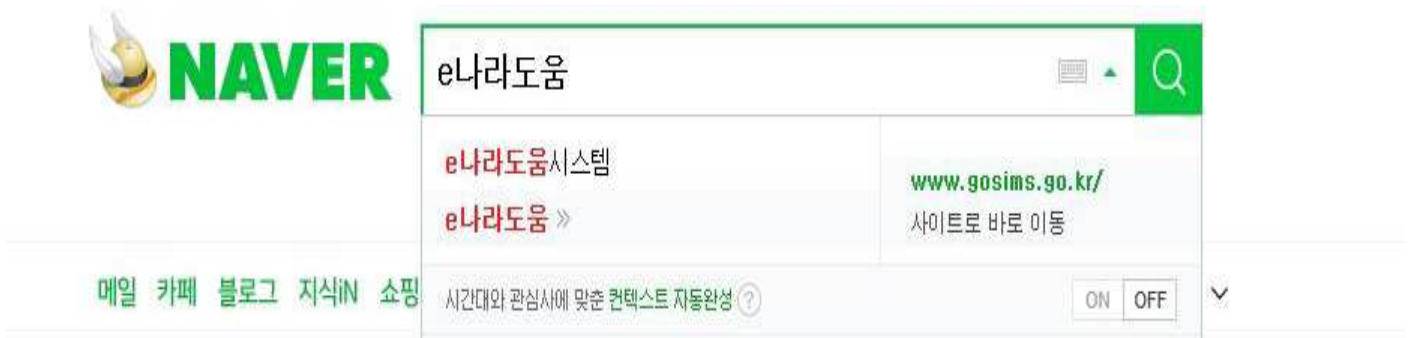 NAVER
e나라도움
e나라도움시스템
e나라도움 »
www.gosims.go.kr/
사이트로 바로 이동
메일 카페 블로그 지식iN 쇼핑
시간대와 관심사에 맞춘 컨텍스트 자동완성 ?
ON OFF